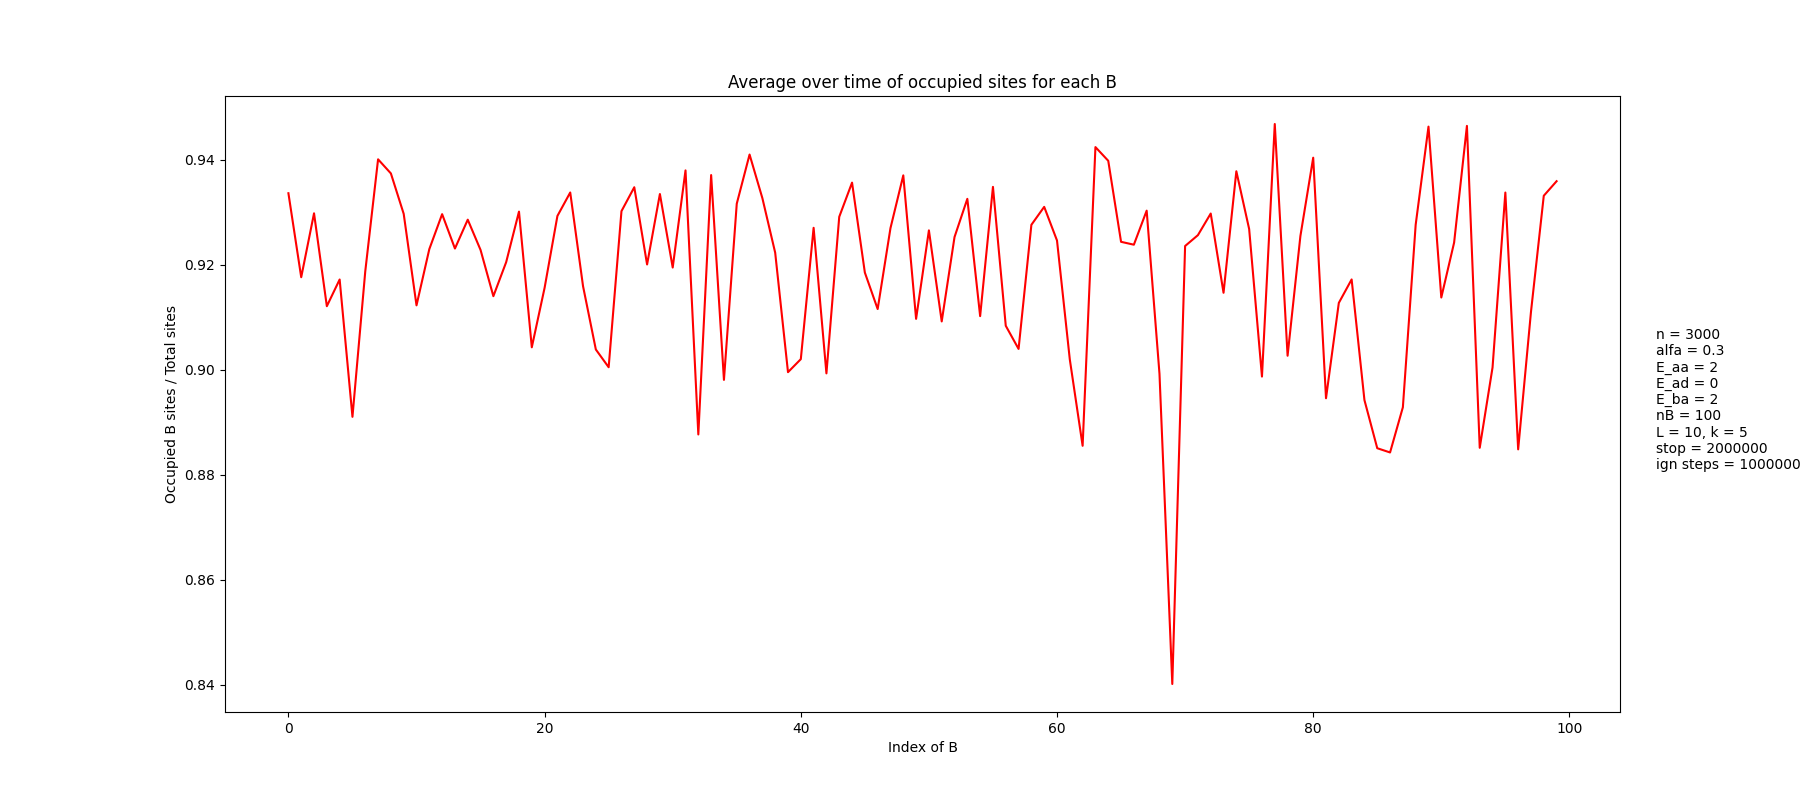 Average over time of occupied sites for each B
0.94
0.92
0.90
0.88
0.86
0.84
Occupied B sites / Total sites
0 20 40 60 80 100
Index of B
n = 3000
alfa = 0.3
E_aa = 2
E_ad = 0
E_ba = 2
nB = 100
L = 10, k = 5
stop = 2000000
ign steps = 1000000